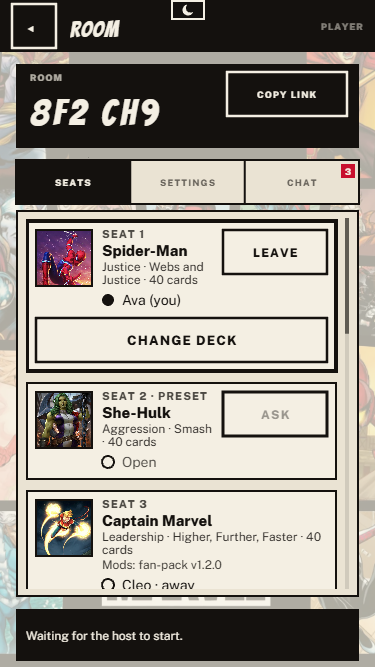 ROOM
PLAYER
ROOM
8F2 CH9
COPY LINK
SEATS
SETTINGS
CHAT
3
SEAT 1
Spider-Man
Justice · Webs and
Justice · 40 cards
Ava (you)
LEAVE
CHANGE DECK
SEAT 2 · PRESET
She-Hulk
Aggression · Smash
· 40 cards
Open
ASK
SEAT 3
Captain Marvel
Leadership · Higher, Further, Faster · 40
cards
Mods: fan-pack v1.2.0
Cleo · away
Waiting for the host to start.